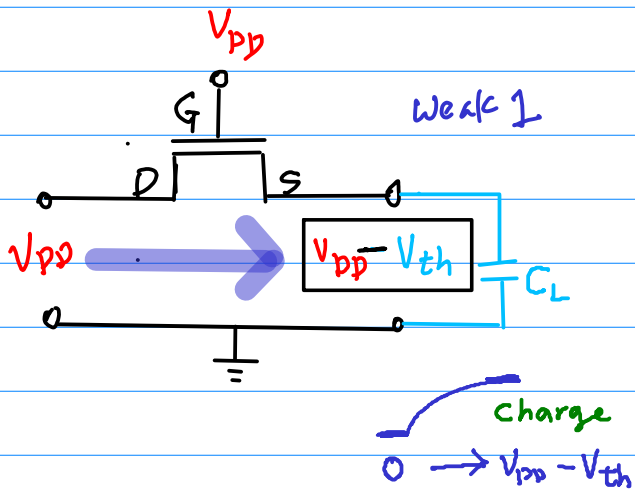 VDD
G
weak 1
D
S
VDD
VDD - Vth
CL
charge
0 → VDD - Vth